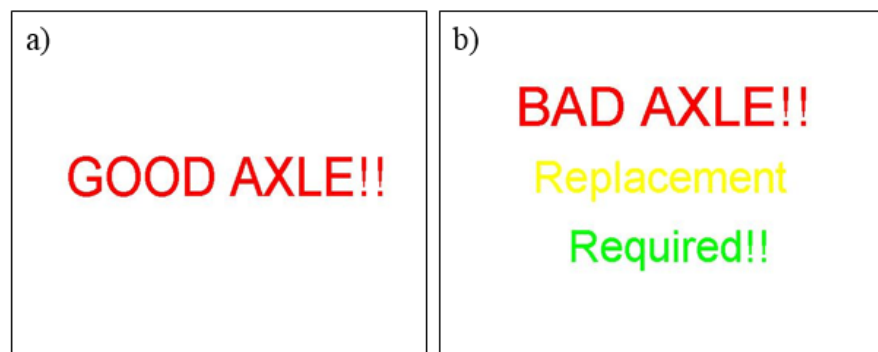 a)
GOOD AXLE!!
b)
BAD AXLE!!
Replacement
Required!!